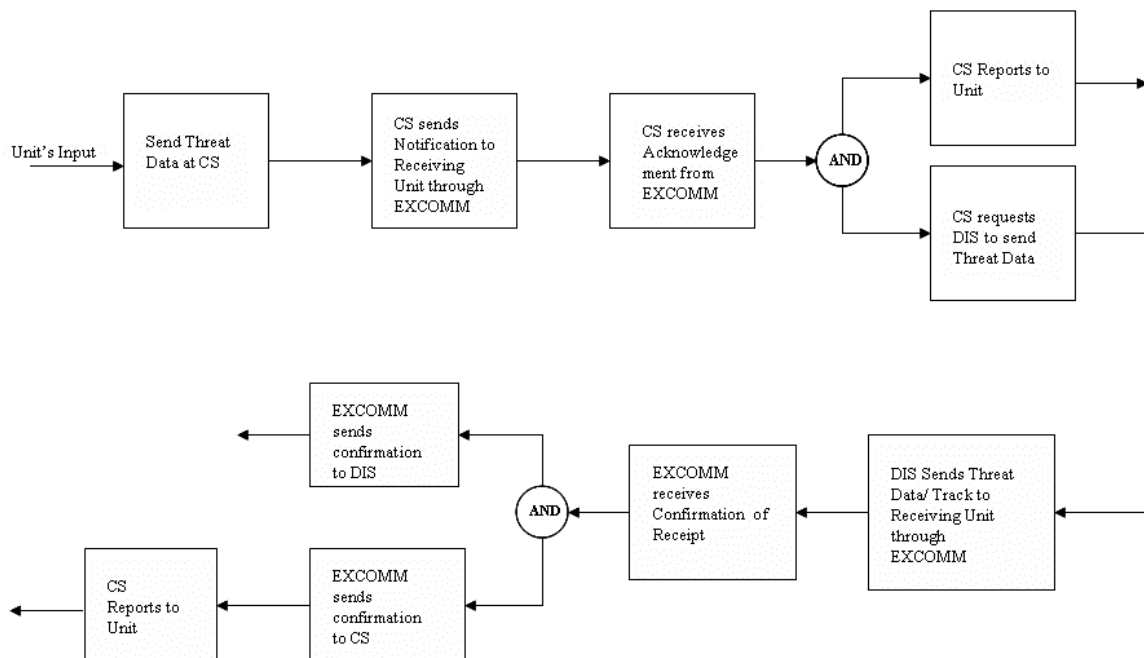 Unit's Input
Send Threat
Data at CS
CS sends
Notification to
Receiving
Unit through
EXCOMM
CS receives
Acknowledge
ment from
EXCOMM
AND
CS Reports to
Unit
CS requests
DIS to send
Threat Data
DIS Sends Threat
Data/ Track to
Receiving Unit
through
EXCOMM
EXCOMM
receives
Confirmation of
Receipt
AND
EXCOMM
sends
confirmation
to DIS
EXCOMM
sends
confirmation
to CS
CS
Reports to
Unit